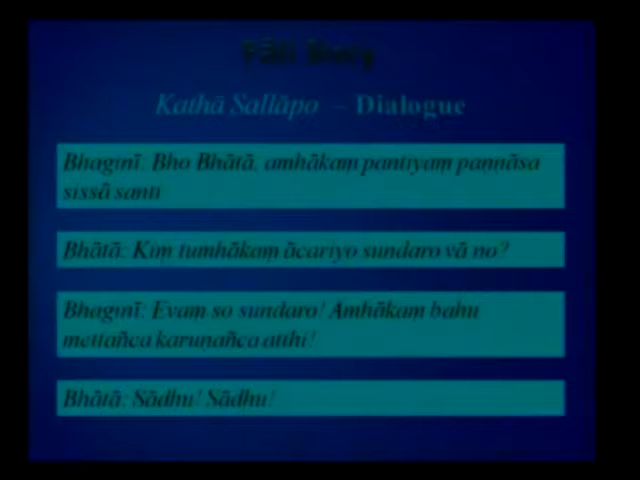 Pāli Story
Kathā Sallāpo – Dialogue
Bhaginī: Bho Bhātā, amhākaṃ pantiyaṃ paṇṇāsa
sissā santi
Bhātā: Kiṃ tumhākaṃ ācariyo sundaro vā no?
Bhaginī: Evaṃ so sundaro! Amhākaṃ bahu
mettañca karuṇañca atthi!
Bhātā: Sādhu! Sādhu!